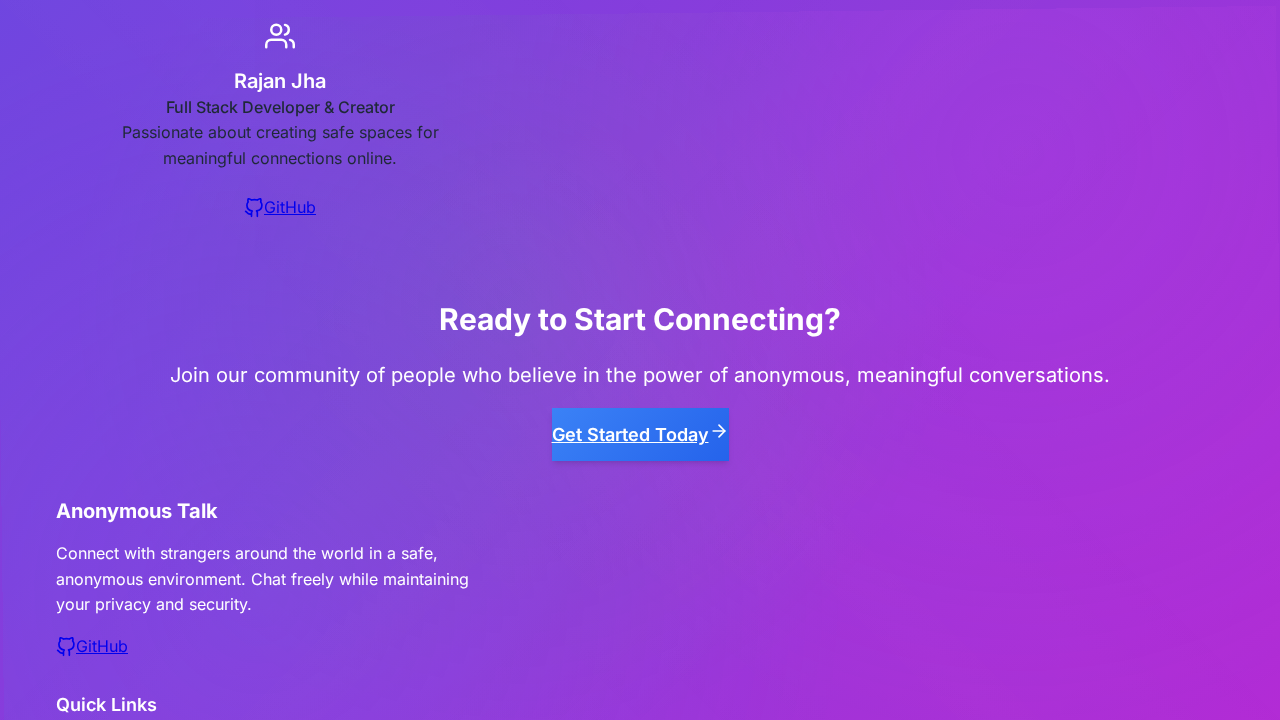 Rajan Jha
Full Stack Developer & Creator
Passionate about creating safe spaces for
meaningful connections online.
GitHub
Ready to Start Connecting?
Join our community of people who believe in the power of anonymous, meaningful conversations.
Get Started Today
Anonymous Talk
Connect with strangers around the world in a safe,
anonymous environment. Chat freely while maintaining
your privacy and security.
GitHub
Quick Links